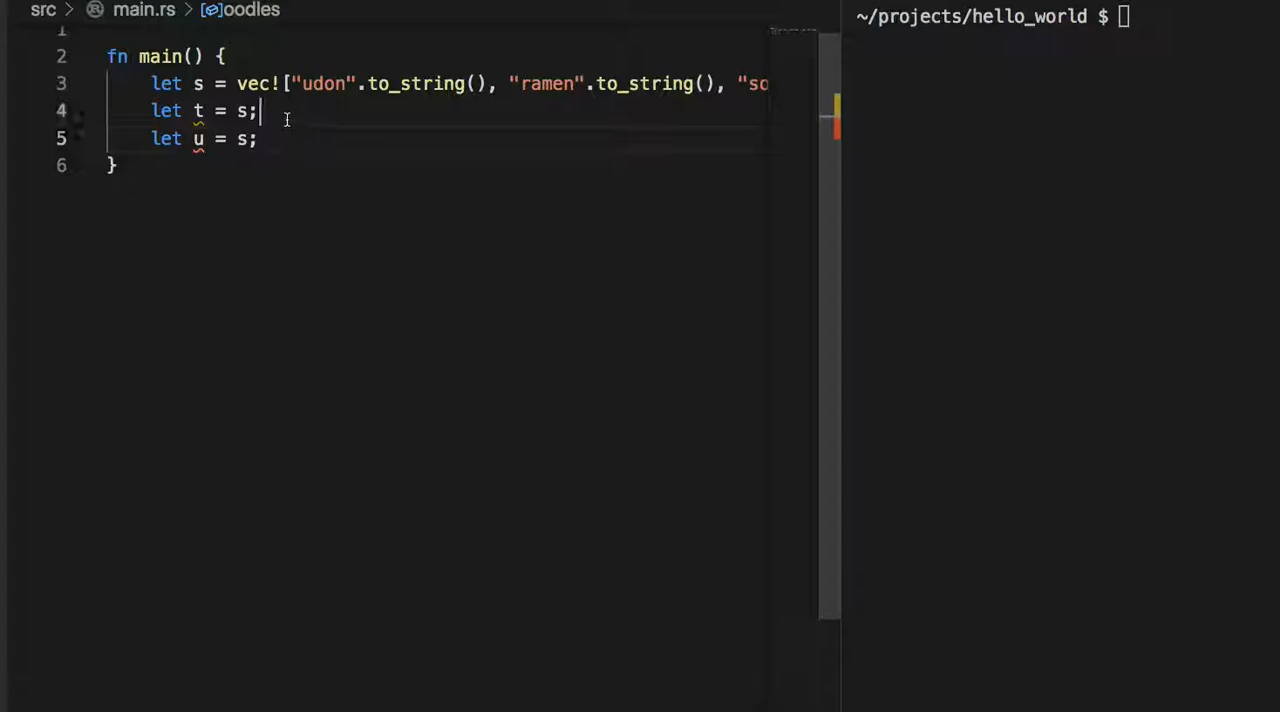 src > main.rs > oodles
~/projects/hello_world $
1
2 fn main() {
3 let s = vec!["udon".to_string(), "ramen".to_string(), "so
4 let t = s;
5 let u = s;
6 }